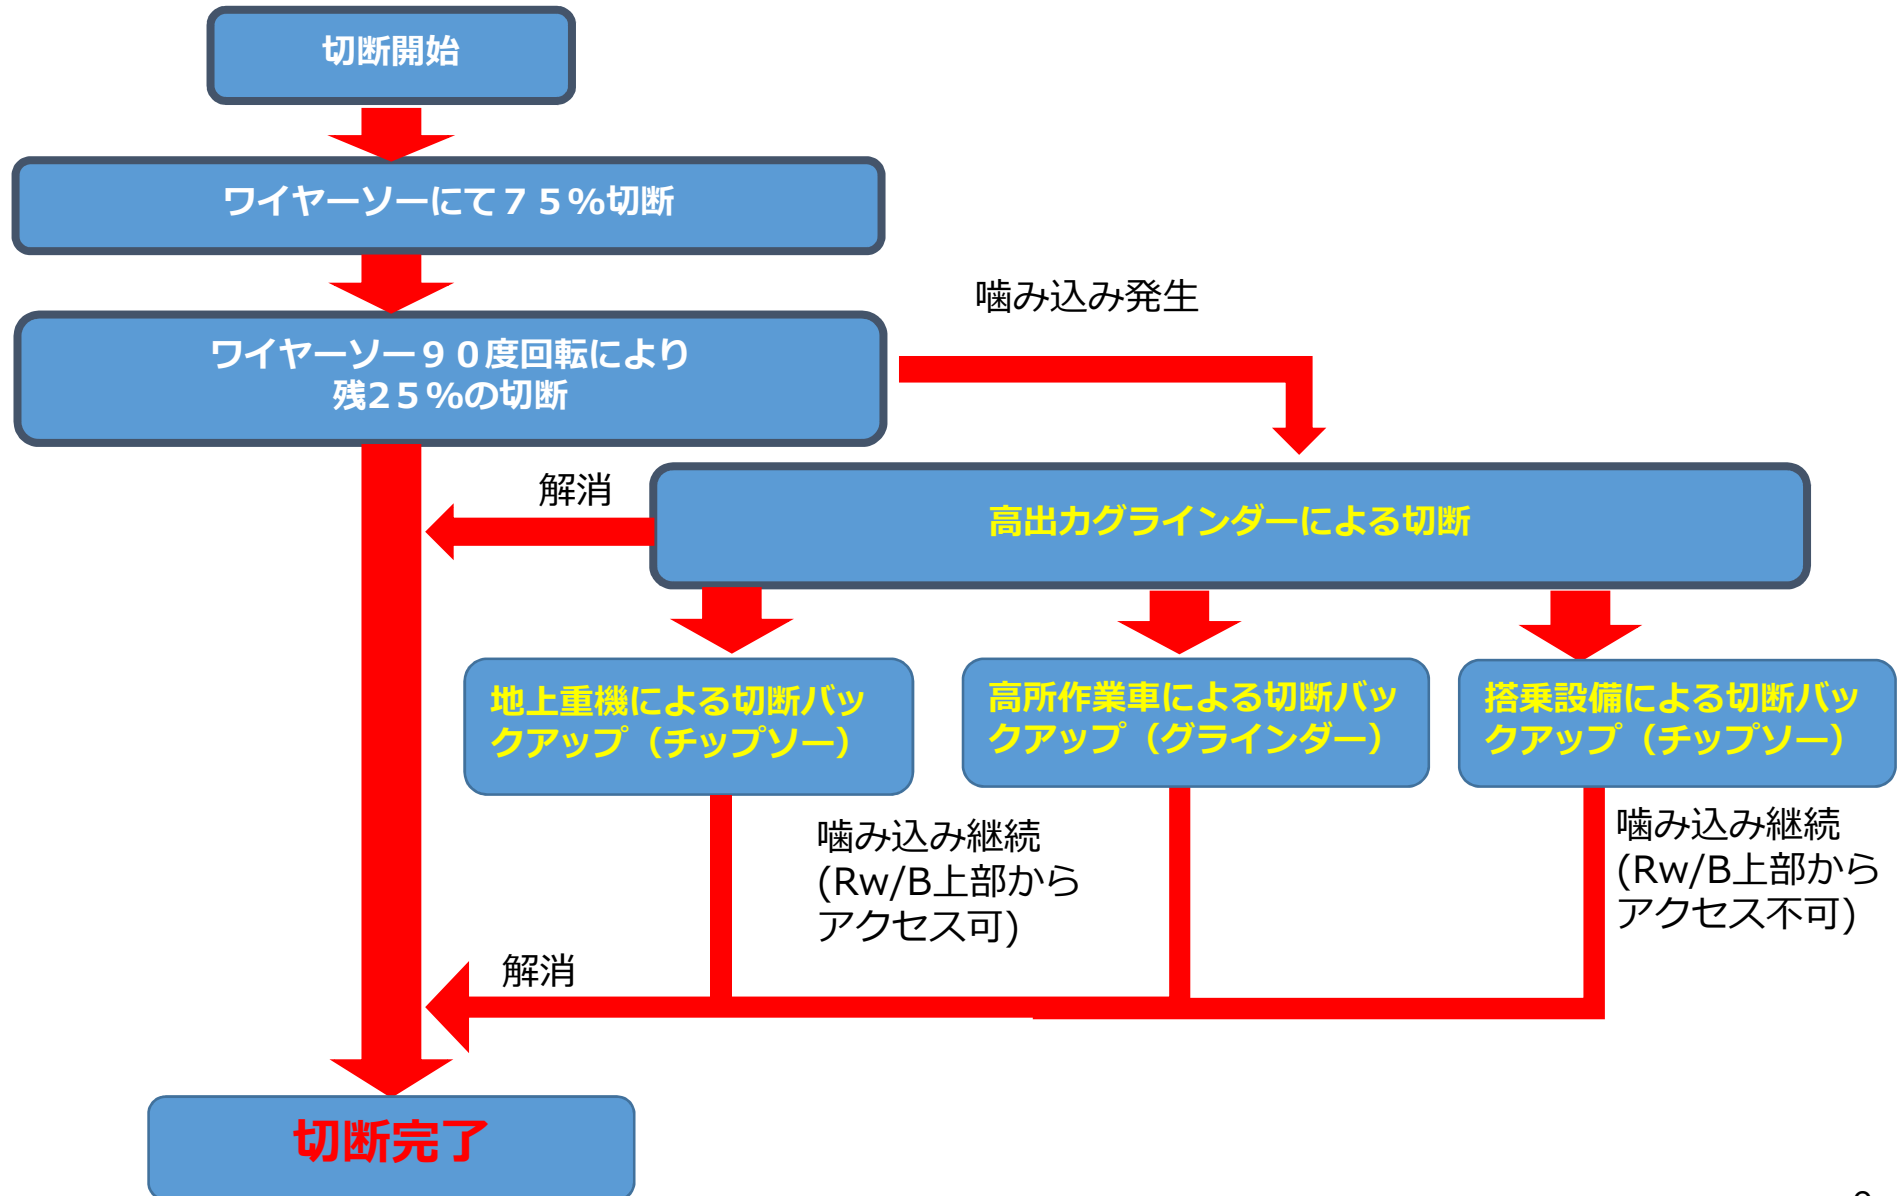 切断開始
ワイヤーソーにて７５％切断
ワイヤーソー９０度回転により
残2５％の切断
噛み込み発生
解消
高出力グラインダーによる切断
地上重機による切断バッ
クアップ（チップソー）
高所作業車による切断バッ
クアップ（グラインダー）
搭乗設備による切断バッ
クアップ（チップソー）
噛み込み継続
(Rw/B上部から
アクセス可)
噛み込み継続
(Rw/B上部から
アクセス不可)
解消
切断完了